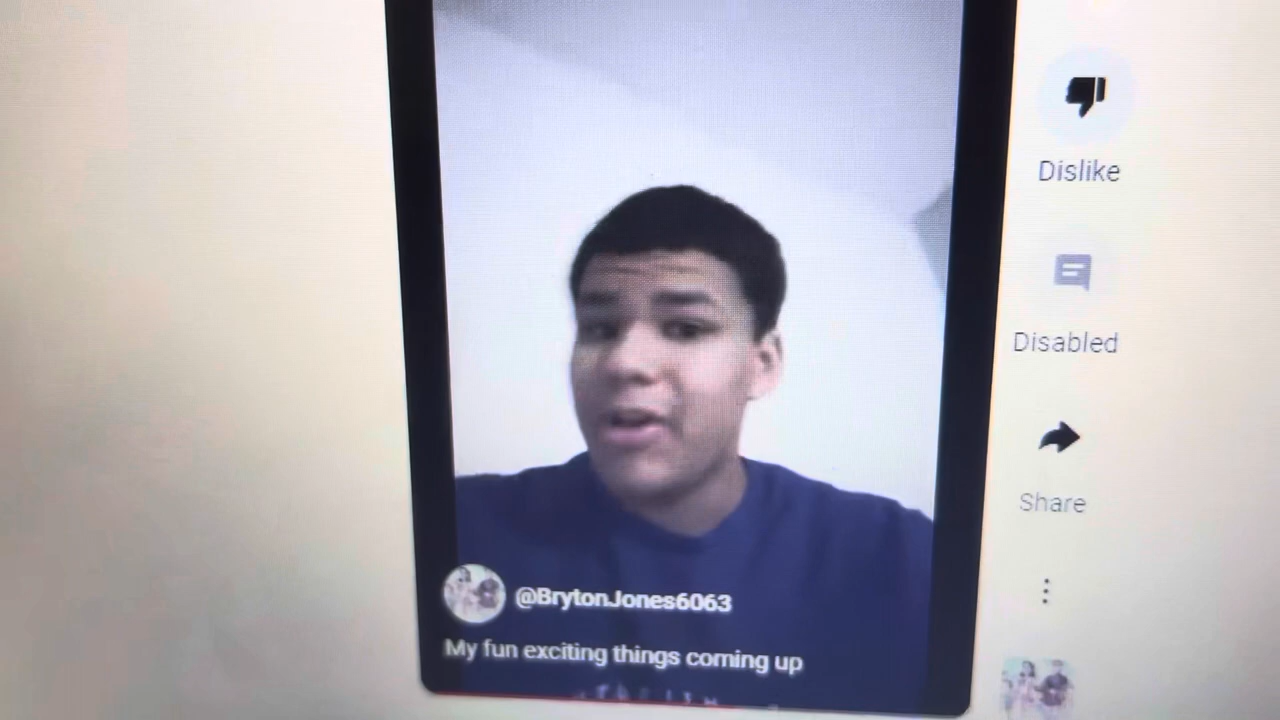 Dislike
Disabled
Share
@BrytonJones6063
My fun exciting things coming up